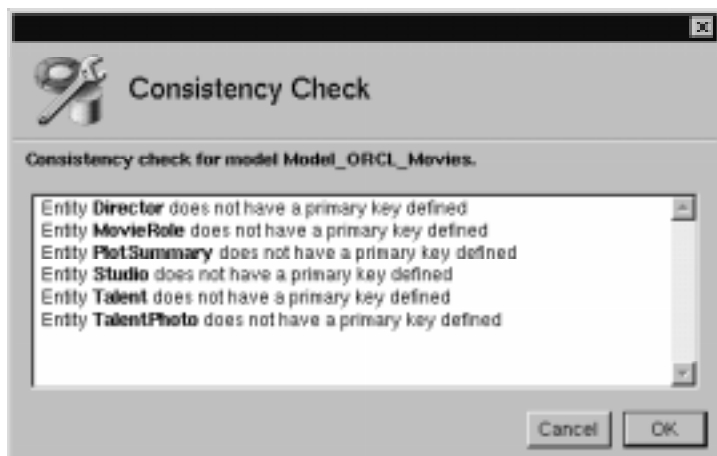 Consistency Check
Consistency check for model Model_ORCL_Movies.
Entity Director does not have a primary key defined
Entity MovieRole does not have a primary key defined
Entity PlotSummary does not have a primary key defined
Entity Studio does not have a primary key defined
Entity Talent does not have a primary key defined
Entity TalentPhoto does not have a primary key defined
Cancel
OK